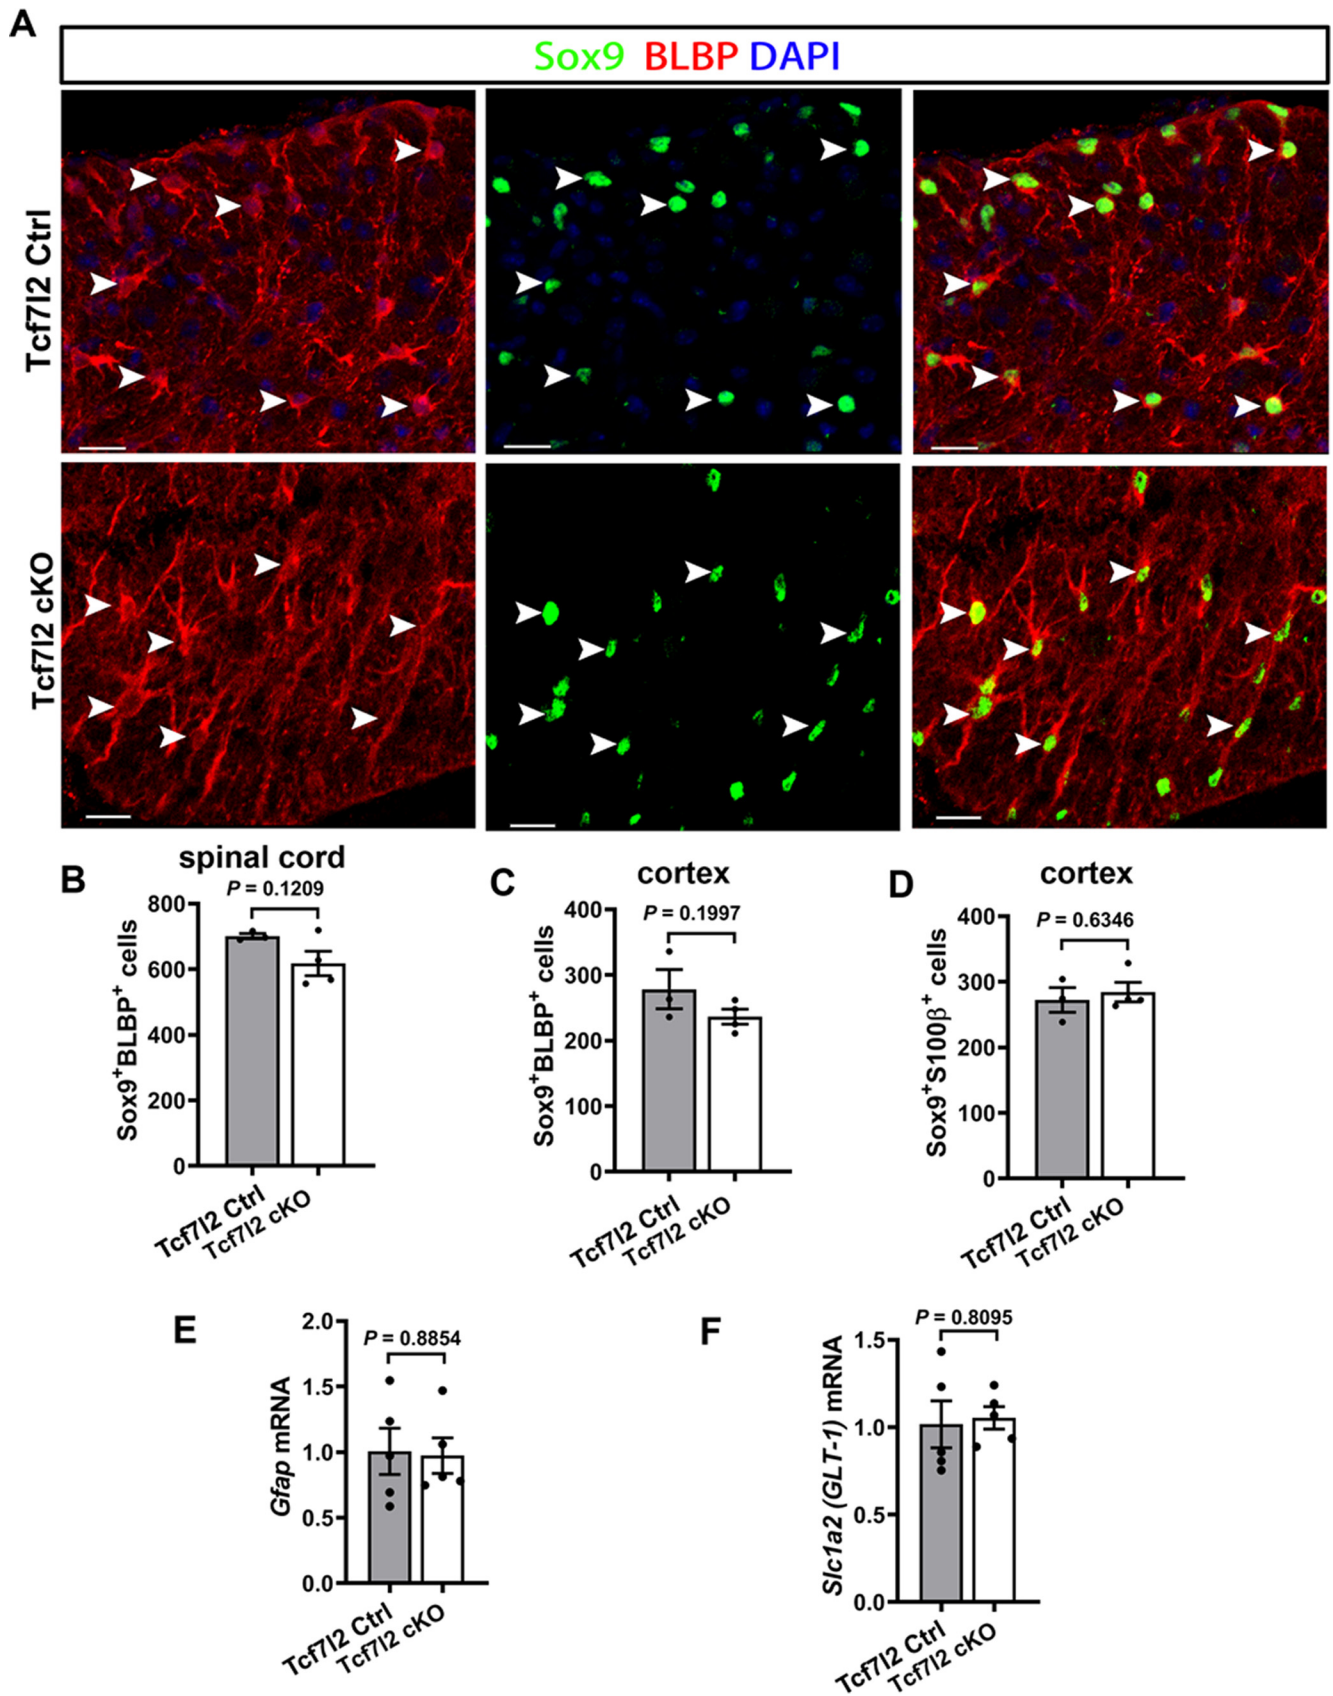 A
Sox9 BLBP DAPI
Tcf7l2 Ctrl
Tcf7l2 cKO
B
spinal cord
P = 0.1209
Sox9+BLBP+ cells
800
600
400
200
0
Tcf7l2 Ctrl
Tcf7l2 cKO
C
cortex
P = 0.1997
Sox9+BLBP+ cells
400
300
200
100
0
Tcf7l2 Ctrl
Tcf7l2 cKO
D
cortex
P = 0.6346
Sox9+S100β+ cells
400
300
200
100
0
Tcf7l2 Ctrl
Tcf7l2 cKO
E
P = 0.8854
Gfap mRNA
2.0
1.5
1.0
0.5
0.0
Tcf7l2 Ctrl
Tcf7l2 cKO
F
P = 0.8095
Slc1a2 (GLT-1) mRNA
1.5
1.0
0.5
0.0
Tcf7l2 Ctrl
Tcf7l2 cKO